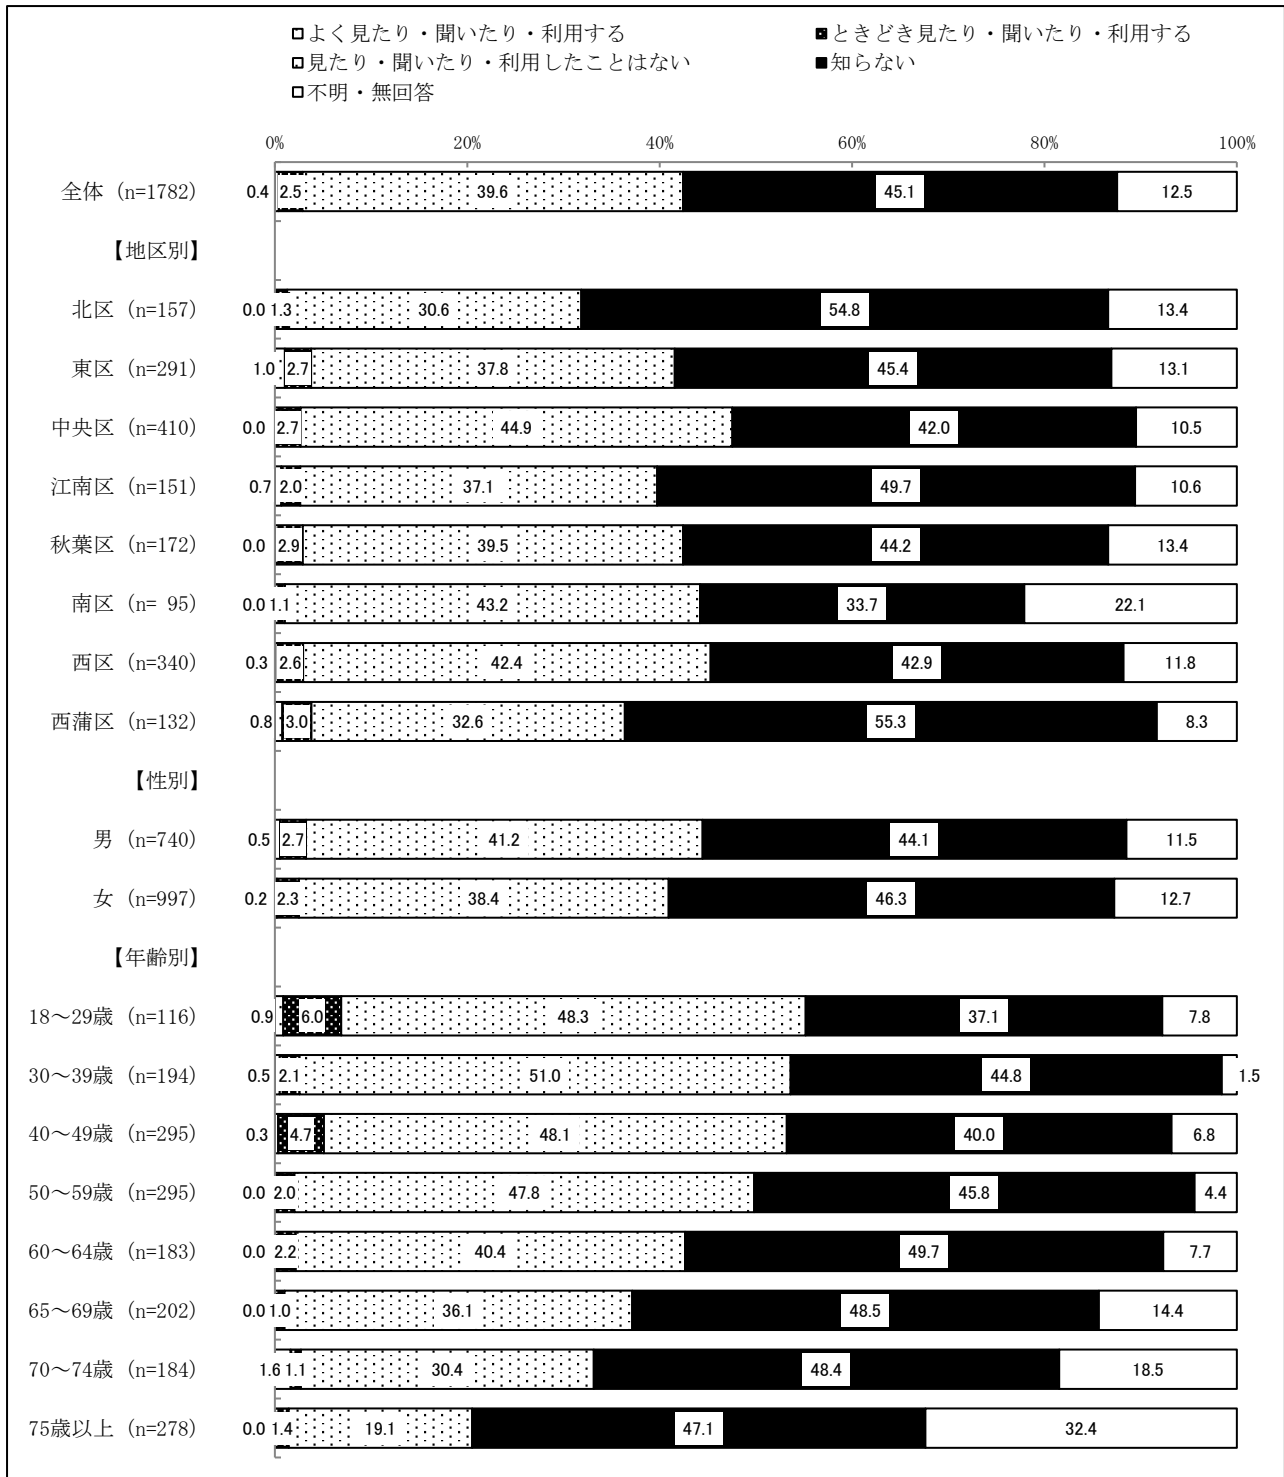 よく見たり・聞いたり・利用する ときどき見たり・聞いたり・利用する
見たり・聞いたり・利用したことはない 知らない
不明・無回答
0% 20% 40% 60% 80% 100%
全体 (n=1782) 0.4 2.5 39.6 45.1 12.5
【地区別】
北区 (n=157) 0.0 1.3 30.6 54.8 13.4
東区 (n=291) 1.0 2.7 37.8 45.4 13.1
中央区 (n=410) 0.0 2.7 44.9 42.0 10.5
江南区 (n=151) 0.7 2.0 37.1 49.7 10.6
秋葉区 (n=172) 0.0 2.9 39.5 44.2 13.4
南区 (n= 95) 0.0 1.1 43.2 33.7 22.1
西区 (n=340) 0.3 2.6 42.4 42.9 11.8
西蒲区 (n=132) 0.8 3.0 32.6 55.3 8.3
【性別】
男 (n=740) 0.5 2.7 41.2 44.1 11.5
女 (n=997) 0.2 2.3 38.4 46.3 12.7
【年齢別】
18～29歳 (n=116) 0.9 6.0 48.3 37.1 7.8
30～39歳 (n=194) 0.5 2.1 51.0 44.8 1.5
40～49歳 (n=295) 0.3 4.7 48.1 40.0 6.8
50～59歳 (n=295) 0.0 2.0 47.8 45.8 4.4
60～64歳 (n=183) 0.0 2.2 40.4 49.7 7.7
65～69歳 (n=202) 0.0 1.0 36.1 48.5 14.4
70～74歳 (n=184) 1.6 1.1 30.4 48.4 18.5
75歳以上 (n=278) 0.0 1.4 19.1 47.1 32.4